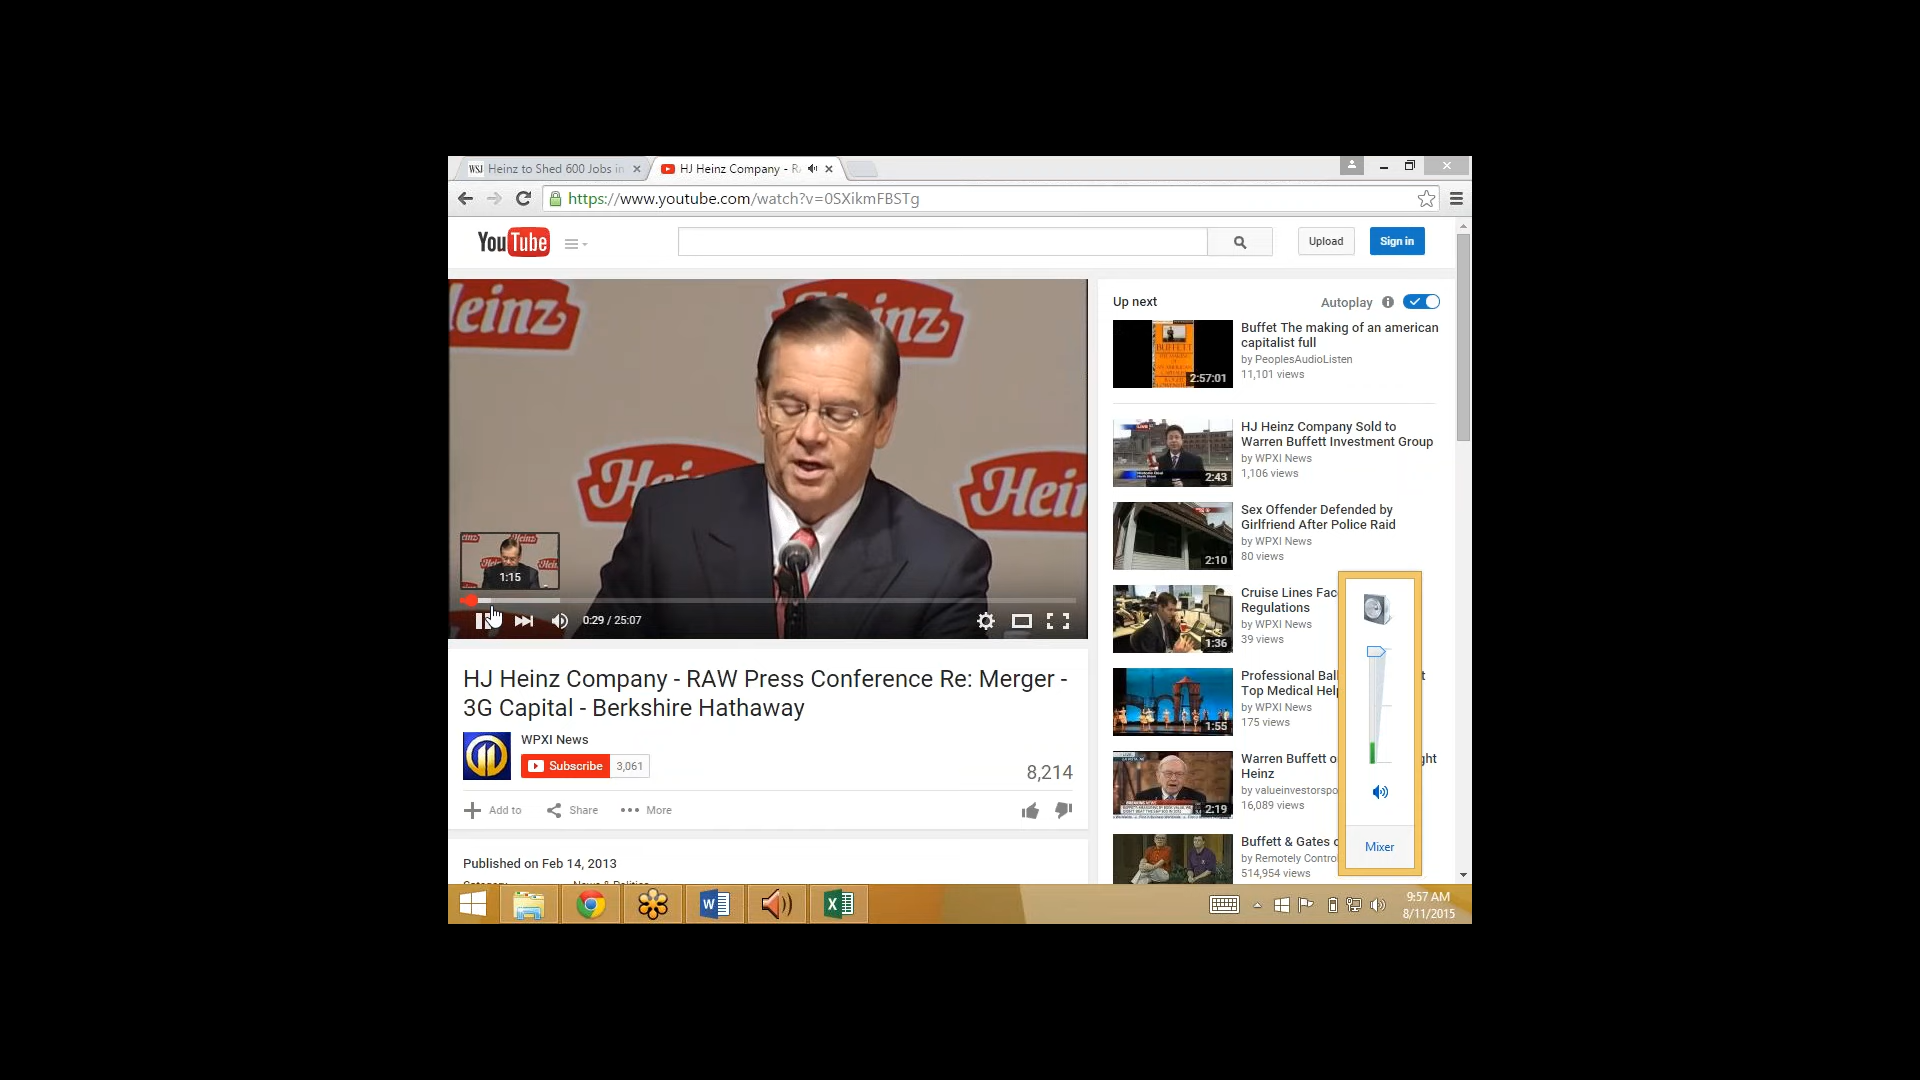 WSJ Heinz to Shed 600 Jobs in
HJ Heinz Company - R
https://www.youtube.com/watch?v=0SXikmFBSTg
YouTube
Upload
Sign in
einz
Heinz
Heinz
Hein
1:15
0:29 / 25:07
HJ Heinz Company - RAW Press Conference Re: Merger -
3G Capital - Berkshire Hathaway
WPXI News
Subscribe 3,061
8,214
Add to Share More
Published on Feb 14, 2013
Up next
Autoplay
Buffet The making of an american
capitalist full
by PeoplesAudioListen
11,101 views
BUFFETT
2:57:01
HJ Heinz Company Sold to
Warren Buffett Investment Group
by WPXI News
1,106 views
2:43
Sex Offender Defended by
Girlfriend After Police Raid
by WPXI News
80 views
2:10
Cruise Lines Fac
Regulations
by WPXI News
39 views
1:36
Professional Ball t
Top Medical Help
by WPXI News
175 views
1:55
Warren Buffett o ght
Heinz
by valueinvestorspo
16,089 views
2:19
Buffett & Gates o
by Remotely Control
514,954 views
Mixer
9:57 AM
8/11/2015